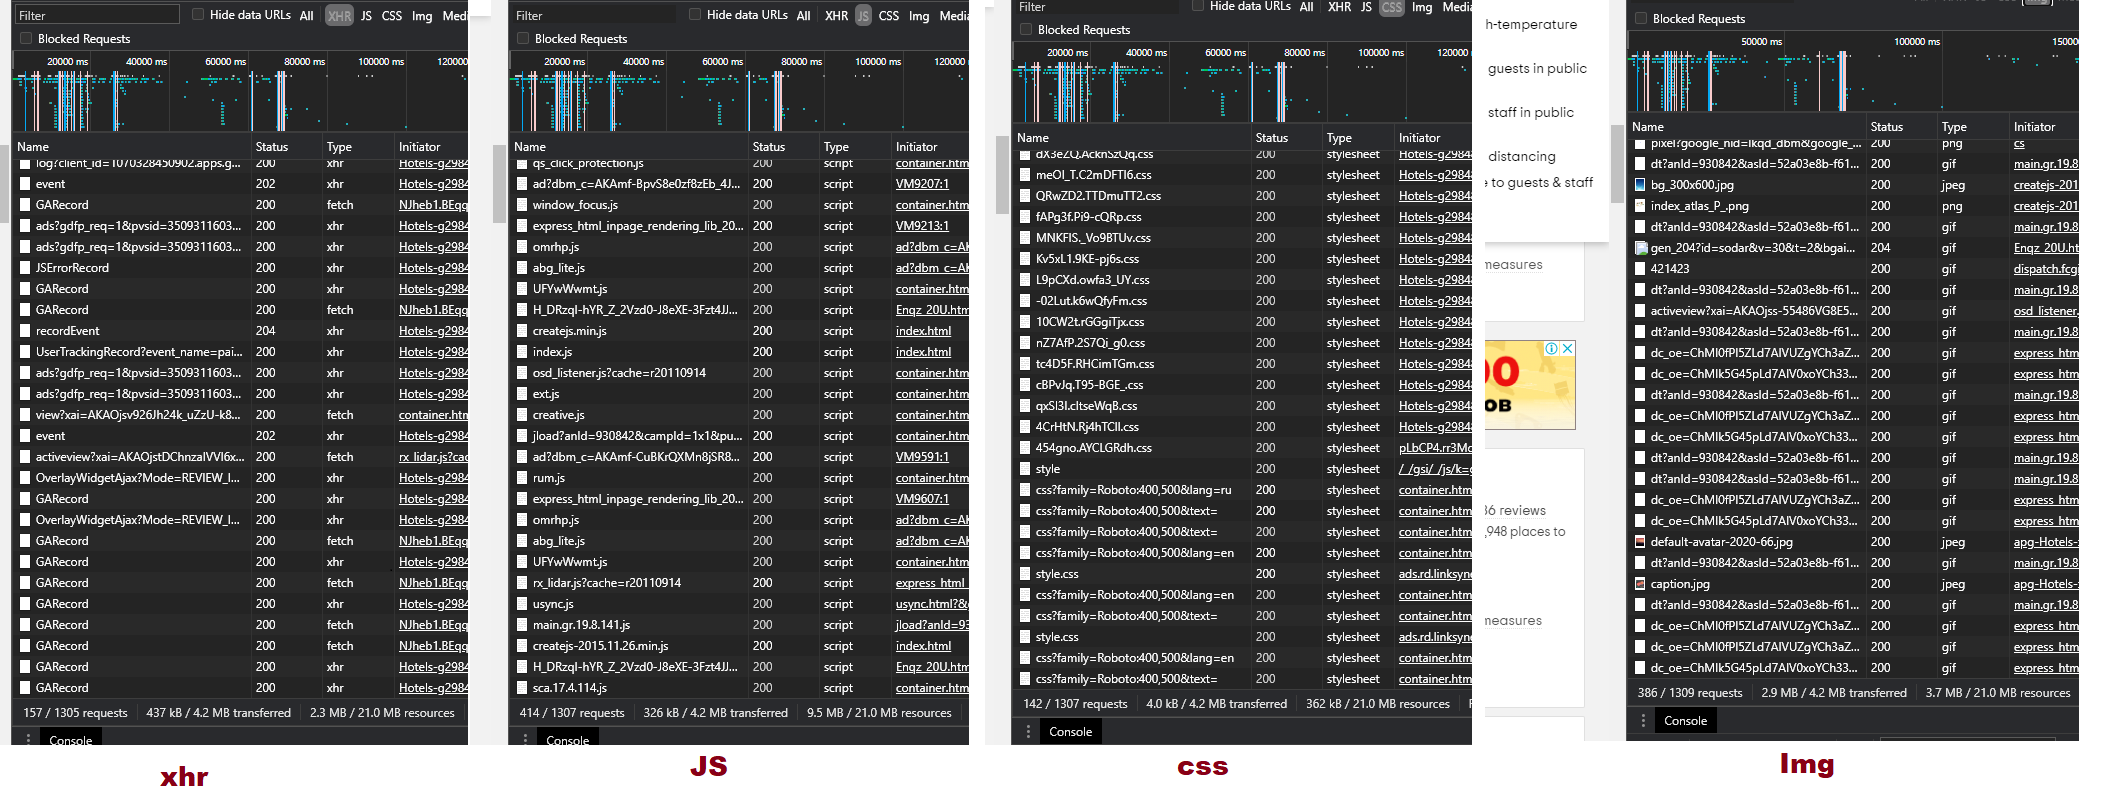 Filter
Hide data URLs All XHR JS CSS Img Medi
Blocked Requests
20000 ms 40000 ms 60000 ms 80000 ms 100000 ms 120000
Name Status Type Initiator
log?client_id=1070328450902.apps.g... 200 xhr Hotels-g2984
event 202 xhr Hotels-g2984
GARecord 200 fetch NJheb1.BEqq
ads?gdfp_req=1&pvsid=3509311603... 200 xhr Hotels-g2984
ads?gdfp_req=1&pvsid=3509311603... 200 xhr Hotels-g2984
JSErrorRecord 200 xhr Hotels-g2984
GARecord 200 xhr Hotels-g2984
GARecord 200 fetch NJheb1.BEqq
recordEvent 204 xhr Hotels-g2984
UserTrackingRecord?event_name=pai... 200 xhr Hotels-g2984
ads?gdfp_req=1&pvsid=3509311603... 200 xhr Hotels-g2984
ads?gdfp_req=1&pvsid=3509311603... 200 xhr Hotels-g2984
view?xai=AKAOjsv926Jh24k_uZzU-k8... 200 fetch container.htm
event 202 xhr Hotels-g2984
activeview?xai=AKAOjstDChnzalVVl6x... 200 fetch rx_lidar.js?cac
OverlayWidgetAjax?Mode=REVIEW_I... 200 xhr Hotels-g2984
GARecord 200 xhr Hotels-g2984
OverlayWidgetAjax?Mode=REVIEW_I... 200 xhr Hotels-g2984
GARecord 200 fetch NJheb1.BEqq
GARecord 200 xhr Hotels-g2984
GARecord 200 fetch NJheb1.BEqq
GARecord 200 xhr Hotels-g2984
GARecord 200 fetch NJheb1.BEqq
GARecord 200 fetch NJheb1.BEqq
GARecord 200 xhr Hotels-g2984
GARecord 200 xhr Hotels-g2984
157 / 1305 requests 437 kB / 4.2 MB transferred 2.3 MB / 21.0 MB resources
Console
xhr
Filter
Hide data URLs All XHR JS CSS Img Media
Blocked Requests
20000 ms 40000 ms 60000 ms 80000 ms 100000 ms 120000
Name Status Type Initiator
qs_click_protection.js 200 script container.htm
ad?dbm_c=AKAmf-BpvS8e0zf8zEb_4J... 200 script VM9207:1
window_focus.js 200 script container.htm
express_html_inpage_rendering_lib_20... 200 script VM9213:1
omrhp.js 200 script ad?dbm_c=AK
abg_lite.js 200 script ad?dbm_c=AK
UFYwWwmt.js 200 script container.htm
H_DRzqI-hYR_Z_2Vzd0-J8eXE-3Fzt4JJ... 200 script Enqz_20U.htm
createjs.min.js 200 script index.html
index.js 200 script index.html
osd_listener.js?cache=r20110914 200 script container.htm
ext.js 200 script container.htm
creative.js 200 script container.htm
jload?anId=930842&campId=1x1&pu... 200 script container.htm
ad?dbm_c=AKAmf-CuBKrQXMn8jSR8... 200 script VM9591:1
rum.js 200 script container.htm
express_html_inpage_rendering_lib_20... 200 script VM9607:1
omrhp.js 200 script ad?dbm_c=AK
abg_lite.js 200 script ad?dbm_c=AK
UFYwWwmt.js 200 script container.htm
rx_lidar.js?cache=r20110914 200 script express_html
usync.js 200 script usync.html?&
main.gr.19.8.141.js 200 script jload?anId=93
createjs-2015.11.26.min.js 200 script index.html
H_DRzqI-hYR_Z_2Vzd0-J8eXE-3Fzt4JJ... 200 script Enqz_20U.htm
sca.17.4.114.js 200 script container.htm
414 / 1307 requests 326 kB / 4.2 MB transferred 9.5 MB / 21.0 MB resources
Console
JS
Filter
Hide data URLs All XHR JS CSS Img Media
Blocked Requests
20000 ms 40000 ms 60000 ms 80000 ms 100000 ms 120000
Name Status Type Initiator
dX3eZQ.AcknSzQq.css 200 stylesheet Hotels-g2984
meOI_T.C2mDFTI6.css 200 stylesheet Hotels-g2984
QRwZD2.TTDmuTT2.css 200 stylesheet Hotels-g2984
fAPg3f.Pi9-cQRp.css 200 stylesheet Hotels-g2984
MNKFIS._Vo9BTUv.css 200 stylesheet Hotels-g2984
Kv5xL1.9KE-pj6s.css 200 stylesheet Hotels-g2984
L9pCXd.owfa3_UY.css 200 stylesheet Hotels-g2984
-02Lut.k6wQfyFm.css 200 stylesheet Hotels-g2984
10CW2t.rGGgiTjx.css 200 stylesheet Hotels-g2984
nZ7AfP.2S7Qi_g0.css 200 stylesheet Hotels-g2984
tc4D5F.RHCimTGm.css 200 stylesheet Hotels-g2984
cBPvJq.T95-BGE_.css 200 stylesheet Hotels-g2984
qxSI3I.cItseWqB.css 200 stylesheet Hotels-g2984
4CrHtN.Rj4hTCII.css 200 stylesheet Hotels-g2984
454gno.AYCLGRdh.css 200 stylesheet pLbCP4.rr3Mc
style 200 stylesheet /_/gsi/_/js/k=g
css?family=Roboto:400,500&lang=ru 200 stylesheet container.htm
css?family=Roboto:400,500&text= 200 stylesheet container.htm
css?family=Roboto:400,500&text= 200 stylesheet container.htm
css?family=Roboto:400,500&lang=en 200 stylesheet container.htm
style.css 200 stylesheet ads.rd.linksyn
css?family=Roboto:400,500&lang=en 200 stylesheet container.htm
css?family=Roboto:400,500&text= 200 stylesheet container.htm
style.css 200 stylesheet ads.rd.linksyn
css?family=Roboto:400,500&lang=en 200 stylesheet container.htm
css?family=Roboto:400,500&text= 200 stylesheet container.htm
142 / 1307 requests 4.0 kB / 4.2 MB transferred 362 kB / 21.0 MB resources
Console
css
h-temperature
guests in public
staff in public
distancing
e to guests & staff
measures
00
OB
36 reviews
,948 places to
measures
Blocked Requests
50000 ms 100000 ms 15000
Name Status Type Initiator
pixel?google_nid=lkqd_dbm&google_... 200 png cs
dt?anId=930842&asId=52a03e8b-f61... 200 gif main.gr.19.8
bg_300x600.jpg 200 jpeg createjs-201
index_atlas_P_.png 200 png createjs-201
dt?anId=930842&asId=52a03e8b-f61... 200 gif main.gr.19.8
gen_204?id=sodar&v=30&t=2&bgai... 204 gif Enqz_20U.ht
421423 200 gif dispatch.fcgi
dt?anId=930842&asId=52a03e8b-f61... 200 gif main.gr.19.8
activeview?xai=AKAOjss-55486VG8E5... 200 gif osd_listener.
dt?anId=930842&asId=52a03e8b-f61... 200 gif main.gr.19.8
dc_oe=ChMI0fPI5ZLd7AIVUZgYCh3aZ... 200 gif express_htm
dc_oe=ChMIk5G45pLd7AIV0xoYCh33... 200 gif express_htm
dt?anId=930842&asId=52a03e8b-f61... 200 gif main.gr.19.8
dc_oe=ChMI0fPI5ZLd7AIVUZgYCh3aZ... 200 gif express_htm
dc_oe=ChMIk5G45pLd7AIV0xoYCh33... 200 gif express_htm
dt?anId=930842&asId=52a03e8b-f61... 200 gif main.gr.19.8
dt?anId=930842&asId=52a03e8b-f61... 200 gif main.gr.19.8
dc_oe=ChMI0fPI5ZLd7AIVUZgYCh3aZ... 200 gif express_htm
dc_oe=ChMIk5G45pLd7AIV0xoYCh33... 200 gif express_htm
default-avatar-2020-66.jpg 200 jpeg apg-Hotels-
dt?anId=930842&asId=52a03e8b-f61... 200 gif main.gr.19.8
caption.jpg 200 jpeg apg-Hotels-
dt?anId=930842&asId=52a03e8b-f61... 200 gif main.gr.19.8
dc_oe=ChMI0fPI5ZLd7AIVUZgYCh3aZ... 200 gif express_htm
dc_oe=ChMI0fPI5ZLd7AIVUZgYCh3aZ... 200 gif express_htm
dc_oe=ChMIk5G45pLd7AIV0xoYCh33... 200 gif express_htm
386 / 1309 requests 2.9 MB / 4.2 MB transferred 3.7 MB / 21.0 MB resources
Console
Img